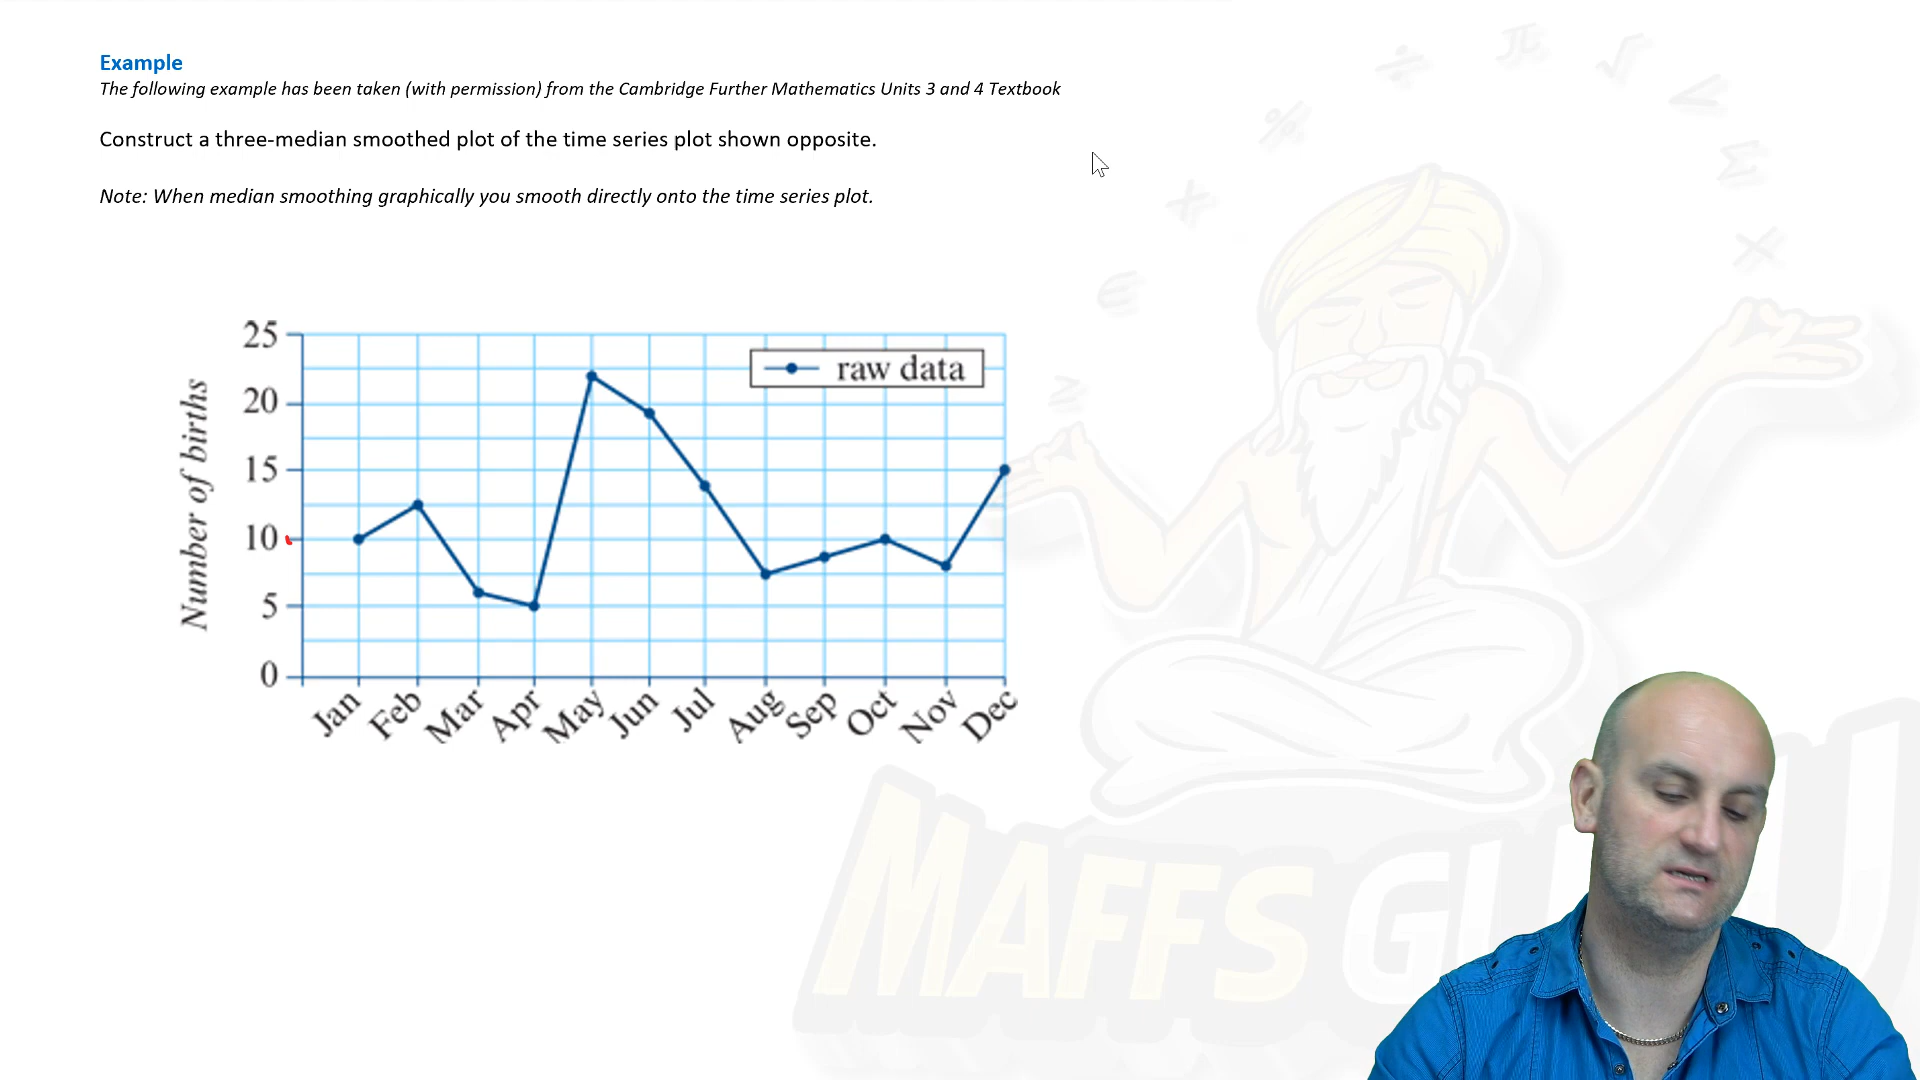 Example
The following example has been taken (with permission) from the Cambridge Further Mathematics Units 3 and 4 Textbook
Construct a three-median smoothed plot of the time series plot shown opposite.
Note: When median smoothing graphically you smooth directly onto the time series plot.
25
20
15
10
5
0
Number of births
raw data
Jan
Feb
Mar
Apr
May
Jun
Jul
Aug
Sep
Oct
Nov
Dec
MAFFS GURU